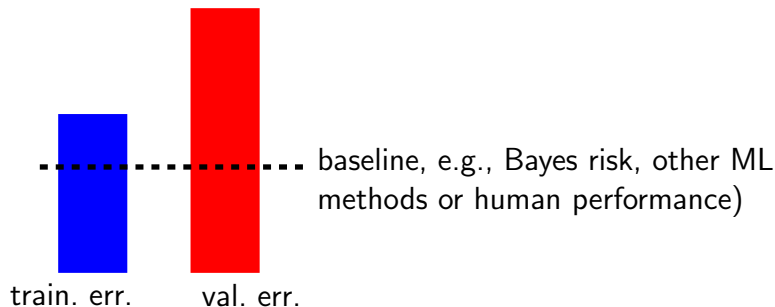 baseline, e.g., Bayes risk, other ML
methods or human performance)
train. err.
val. err.